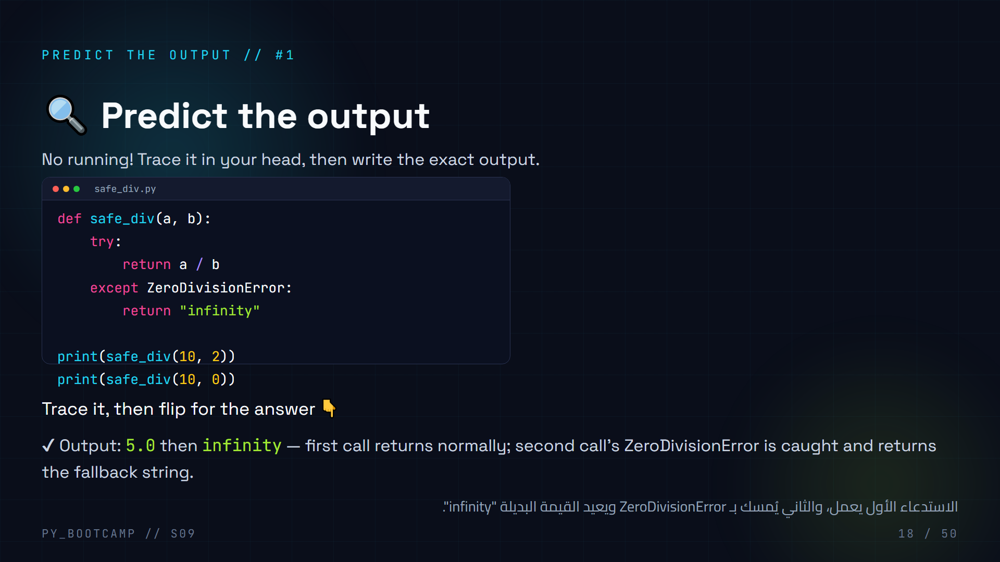 PREDICT THE OUTPUT // #1
🔍 Predict the output
No running! Trace it in your head, then write the exact output.
safe_div.py
def safe_div(a, b):
    try:
        return a / b
    except ZeroDivisionError:
        return "infinity"
print(safe_div(10, 2))
print(safe_div(10, 0))
Trace it, then flip for the answer 👇
✓ Output: 5.0 then infinity — first call returns normally; second call's ZeroDivisionError is caught and returns
the fallback string.
الاستدعاء الأول يعمل، والثاني يُمسك بـ ZeroDivisionError ويعيد القيمة البديلة "infinity".
PY_BOOTCAMP // S09
18 / 50